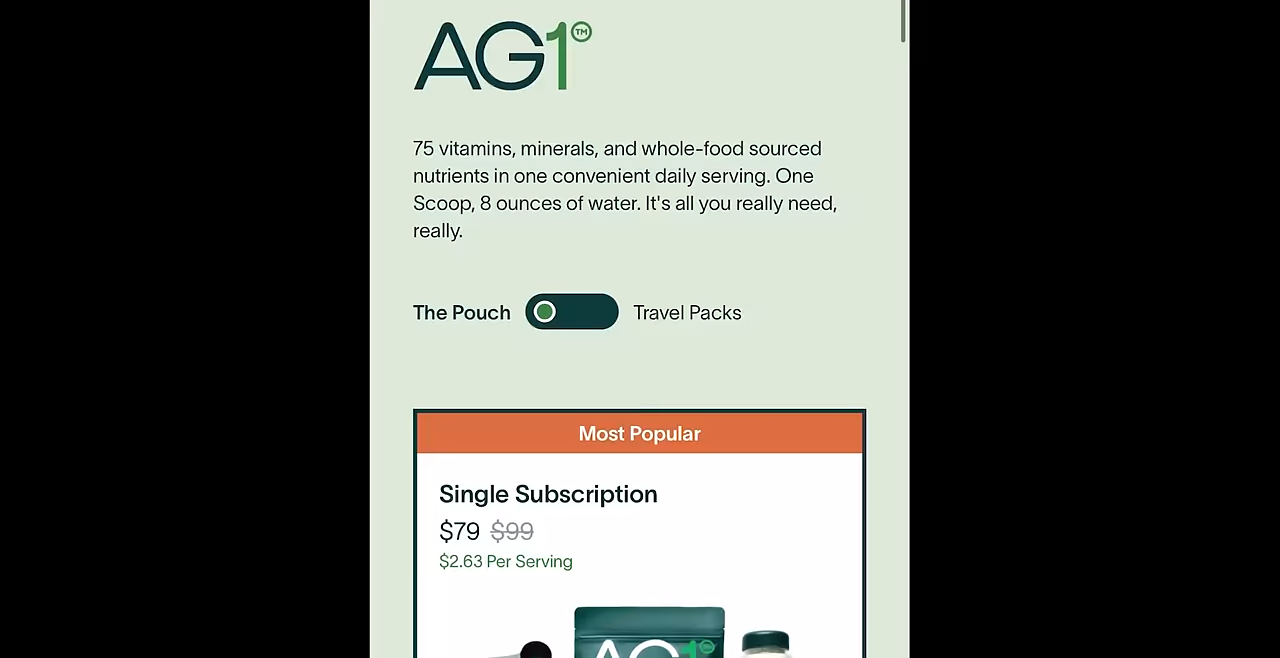 AG1™
75 vitamins, minerals, and whole-food sourced
nutrients in one convenient daily serving. One
Scoop, 8 ounces of water. It's all you really need,
really.
The Pouch
Travel Packs
Most Popular
Single Subscription
$79 $99
$2.63 Per Serving
AG1™